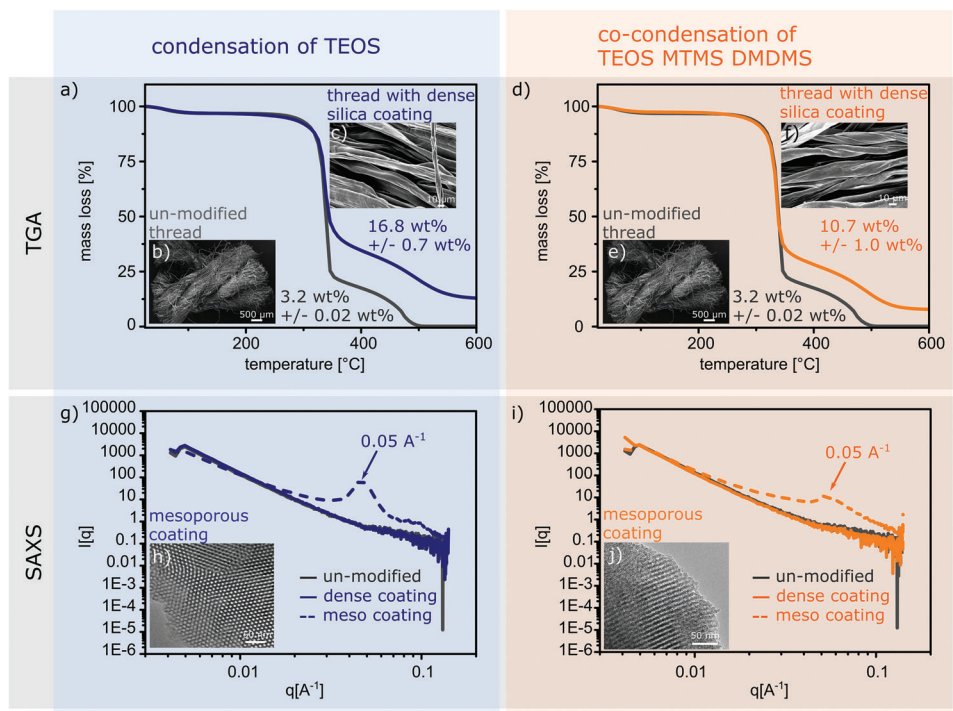 condensation of TEOS
co-condensation of
TEOS MTMS DMDMS
TGA
a)
100
75
50
25
0
mass loss [%]
200
400
600
temperature [°C]
thread with dense
silica coating
c)
10 µm
un-modified
thread
b)
500 µm
16.8 wt%
+/- 0.7 wt%
3.2 wt%
+/- 0.02 wt%
d)
100
75
50
25
0
mass loss [%]
200
400
600
temperature [°C]
thread with dense
silica coating
f)
10 µm
un-modified
thread
e)
500 µm
10.7 wt%
+/- 1.0 wt%
3.2 wt%
+/- 0.02 wt%
SAXS
g)
100000
10000
1000
100
10
1
0.1
0.01
1E-3
1E-4
1E-5
1E-6
I[q]
0.01
0.1
q[A-1]
0.05 A-1
mesoporous
coating
h)
un-modified
dense coating
meso coating
i)
100000
10000
1000
100
10
1
0.1
0.01
1E-3
1E-4
1E-5
1E-6
I[q]
0.01
0.1
q[A-1]
0.05 A-1
mesoporous
coating
j)
50 nm
un-modified
dense coating
meso coating